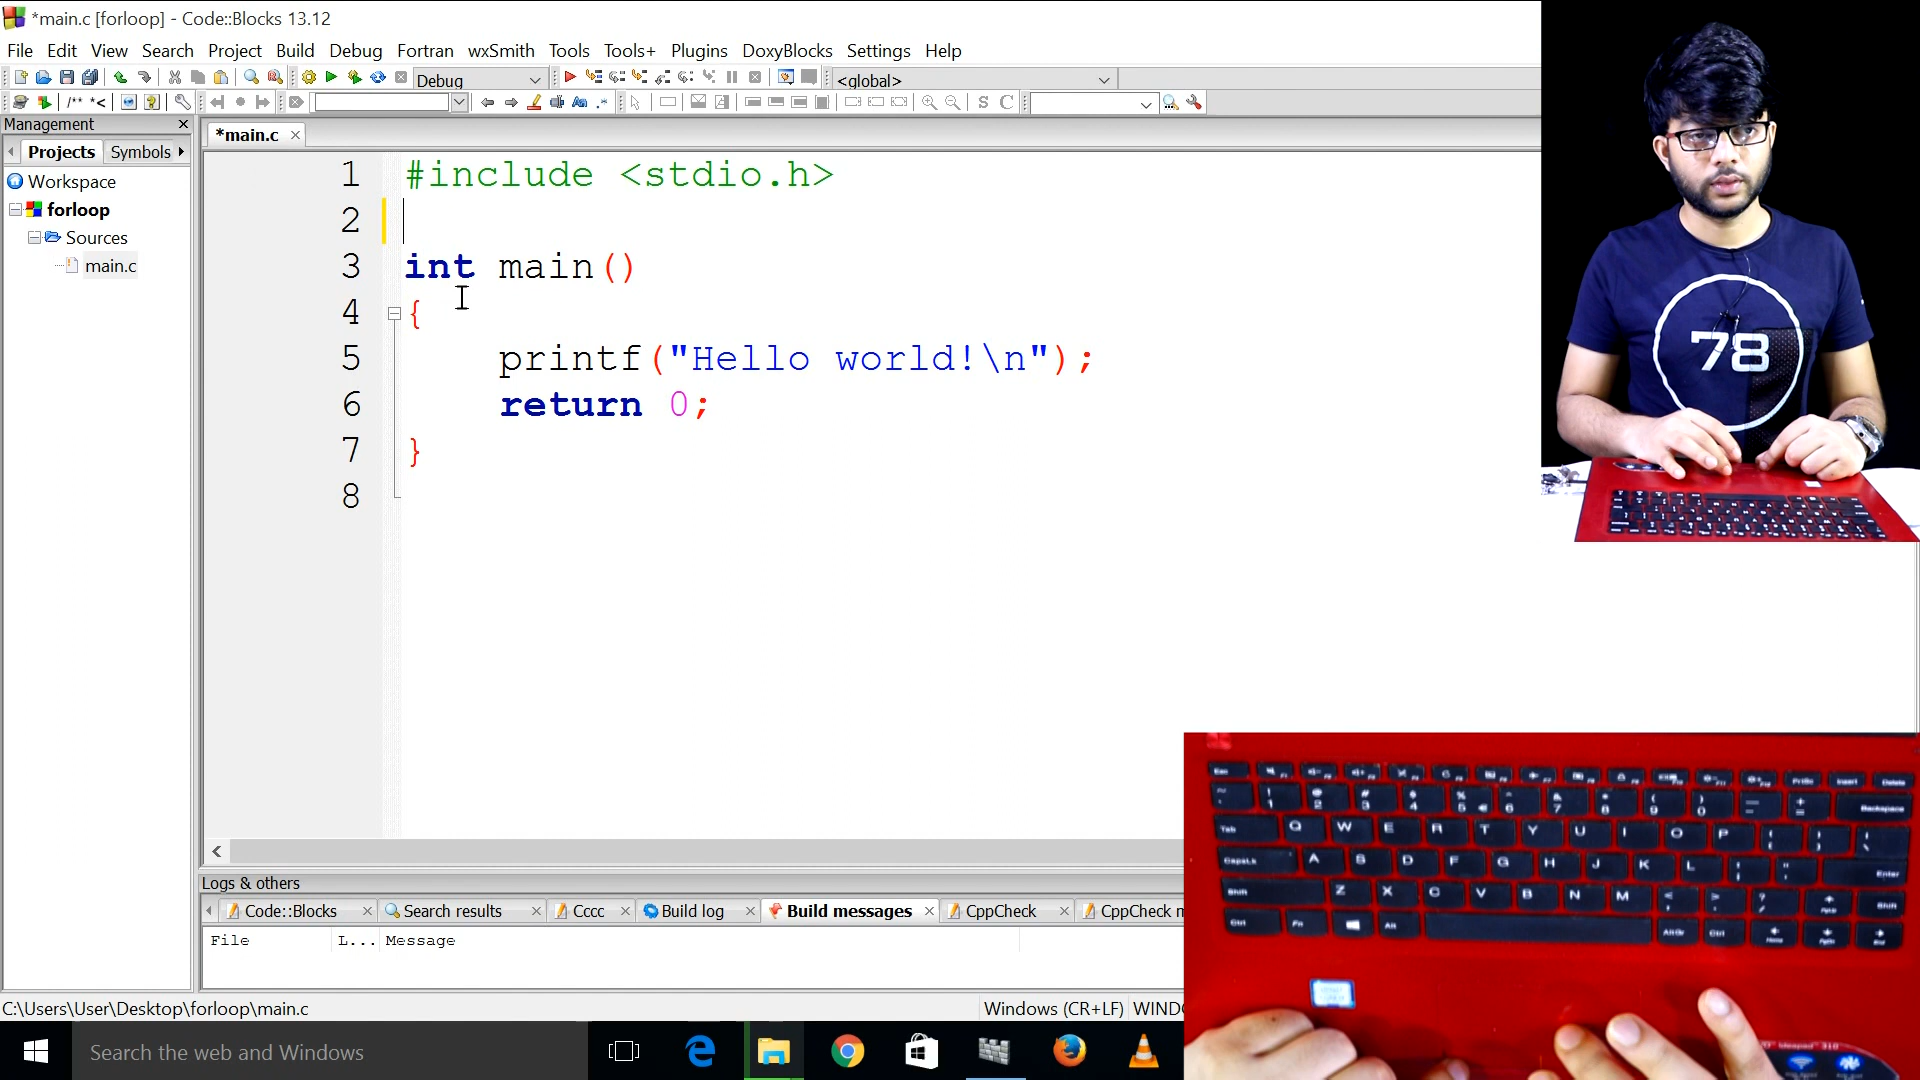 *main.c [forloop] - Code::Blocks 13.12
File Edit View Search Project Build Debug Fortran wxSmith Tools Tools+ Plugins DoxyBlocks Settings Help
Debug
<global>
/** *<
S C
Management
Projects Symbols
*main.c
Workspace
forloop
Sources
main.c
1 #include <stdio.h>
2
3 int main()
4 {
5 printf("Hello world!\n");
6 return 0;
7 }
8
78
Logs & others
Code::Blocks Search results Cccc Build log Build messages CppCheck CppCheck m
File L... Message
C:\Users\User\Desktop\forloop\main.c Windows (CR+LF) WIND
Search the web and Windows
Q W E R T Y U I O P
A S D F G H J K L
Z X C V B N M